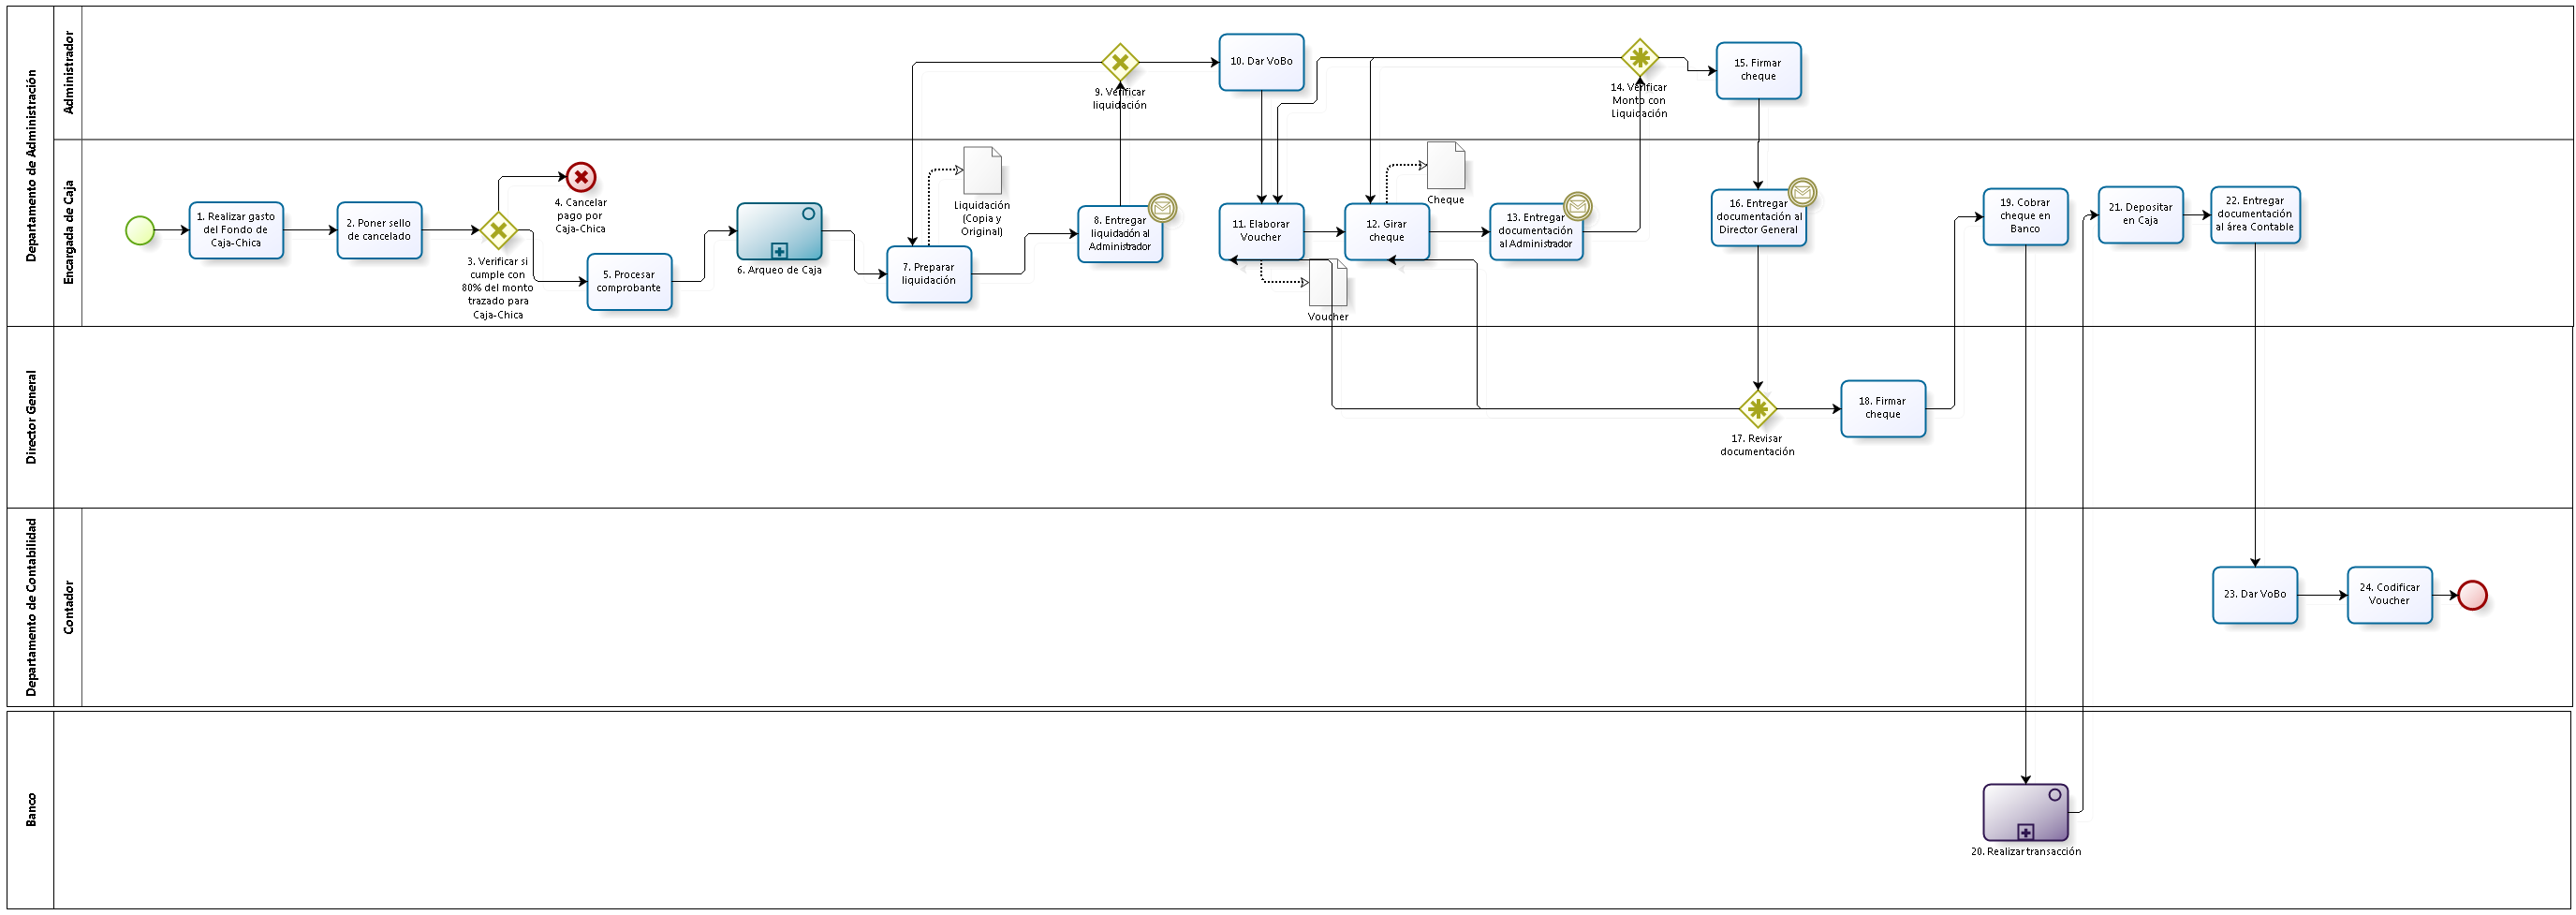 Departamento de Administración
Administrador
9. Verificar
liquidación
10. Dar VoBo
14. Verificar
Monto con
Liquidación
15. Firmar
cheque
Encargada de Caja
1. Realizar gasto
del Fondo de
Caja-Chica
2. Poner sello
de cancelado
3. Verificar si
cumple con
80% del monto
trazado para
Caja-Chica
4. Cancelar
pago por
Caja-Chica
5. Procesar
comprobante
6. Arqueo de Caja
7. Preparar
liquidación
Liquidación
(Copia y
Original)
8. Entregar
liquidación al
Administrador
11. Elaborar
Voucher
Voucher
12. Girar
cheque
Cheque
13. Entregar
documentación
al Administrador
16. Entregar
documentación al
Director General
19. Cobrar
cheque en
Banco
21. Depositar
en Caja
22. Entregar
documentación
al área Contable
Director General
17. Revisar
documentación
18. Firmar
cheque
Departamento de Contabilidad
Contador
23. Dar VoBo
24. Codificar
Voucher
Banco
20. Realizar transacción